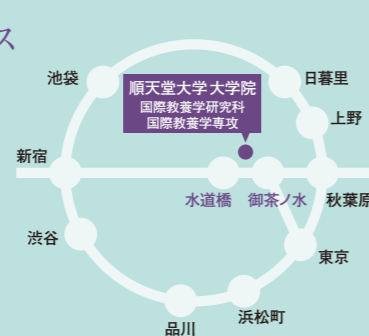 ス
池袋
順天堂大学 大学院
国際教養学研究科
国際教養学専攻
日暮里
上野
新宿
水道橋
御茶ノ水
秋葉原
渋谷
東京
浜松町
品川